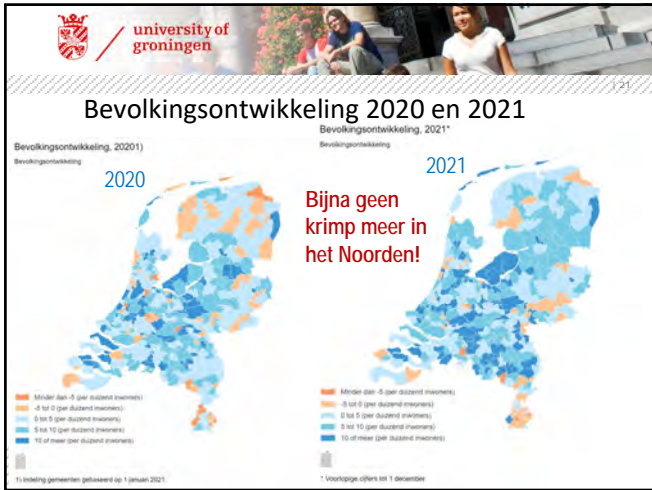 university of
groningen
| 21
Bevolkingsontwikkeling 2020 en 2021
Bevolkingsontwikkeling, 20201)
Bevolkingsontwikkeling
2020
Bevolkingsontwikkeling, 2021*
Bevolkingsontwikkeling
2021
Bijna geen
krimp meer in
het Noorden!
Minder dan -5 (per duizend inwoners)
-5 tot 0 (per duizend inwoners)
0 tot 5 (per duizend inwoners)
5 tot 10 (per duizend inwoners)
10 of meer (per duizend inwoners)
1) Indeling gemeenten gebaseerd op 1 januari 2021
Minder dan -5 (per duizend inwoners)
-5 tot 0 (per duizend inwoners)
0 tot 5 (per duizend inwoners)
5 tot 10 (per duizend inwoners)
10 of meer (per duizend inwoners)
* Voorlopige cijfers tot 1 december